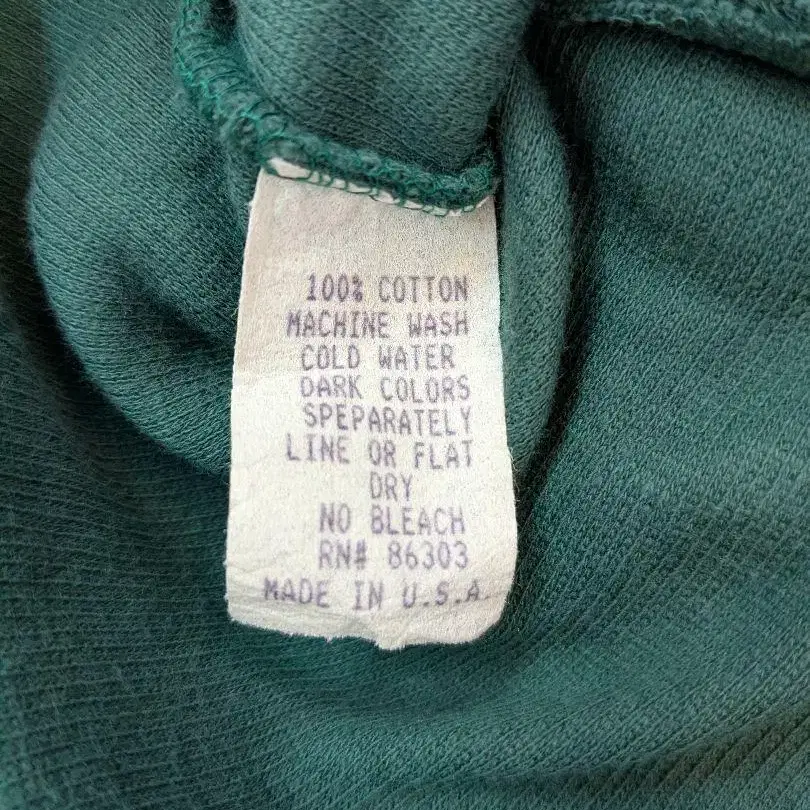 100% COTTON
MACHINE WASH
COLD WATER
DARK COLORS
SPEPARATELY
LINE OR FLAT
DRY
NO BLEACH
RN# 86303
MADE IN U.S.A.